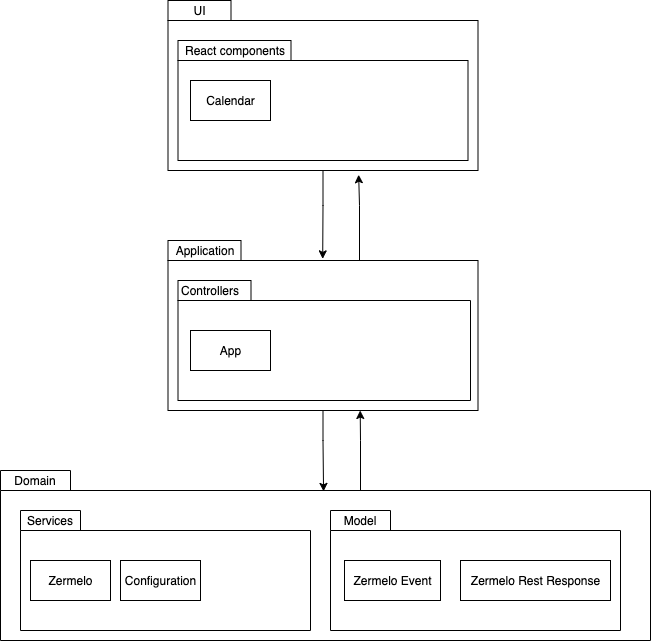 UI
React components
Calendar
Application
Controllers
App
Domain
Services
Model
Zermelo
Configuration
Zermelo Event
Zermelo Rest Response